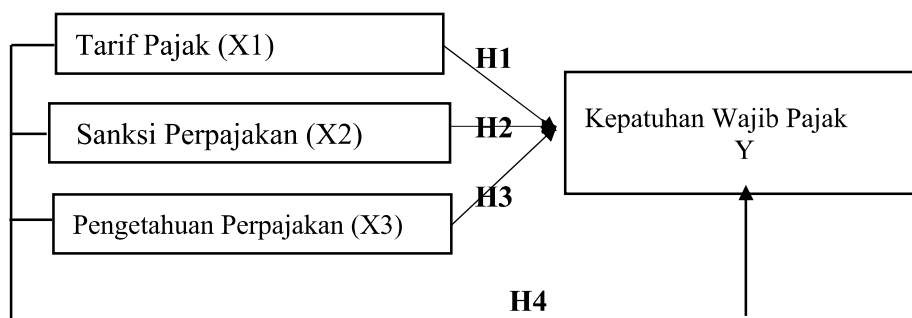 Tarif Pajak (X1)
H1
Sanksi Perpajakan (X2)
H2
Kepatuhan Wajib Pajak
Y
Pengetahuan Perpajakan (X3)
H3
H4